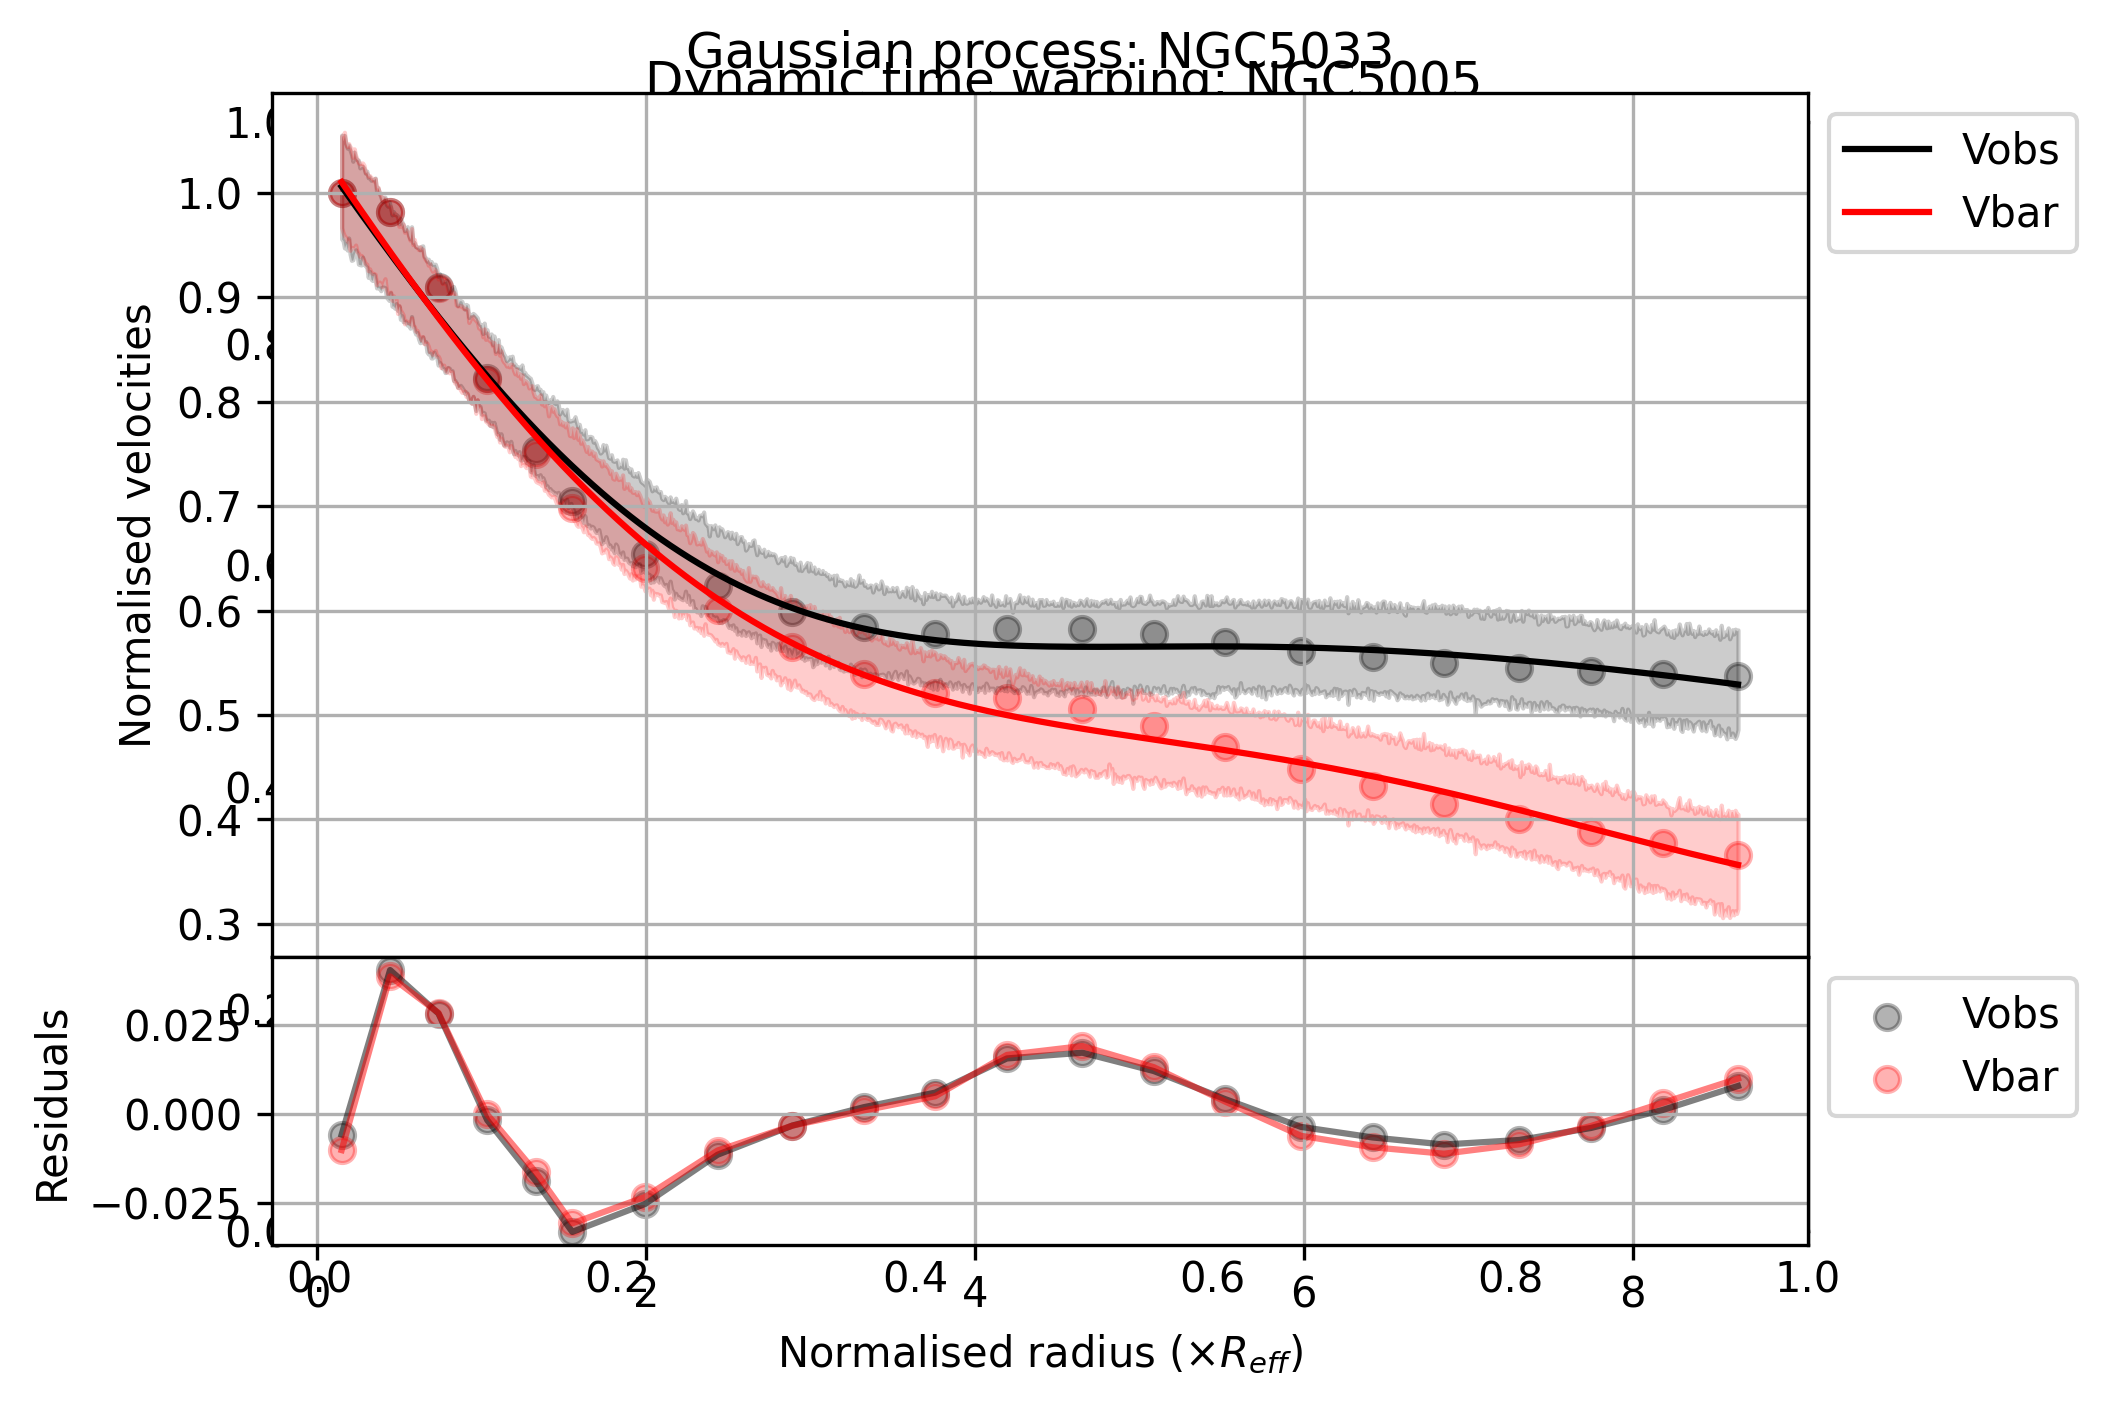 Gaussian process: NGC5033
Dynamic time warping: NGC5005
Normalised velocities
1.0
0.9
0.8
0.7
0.6
0.5
0.4
0.3
Vobs
Vbar
Residuals
0.025
0.000
−0.025
Vobs
Vbar
0.0 0.2 0.4 0.6 0.8 1.0
0 2 4 6 8
Normalised radius (×R_eff)